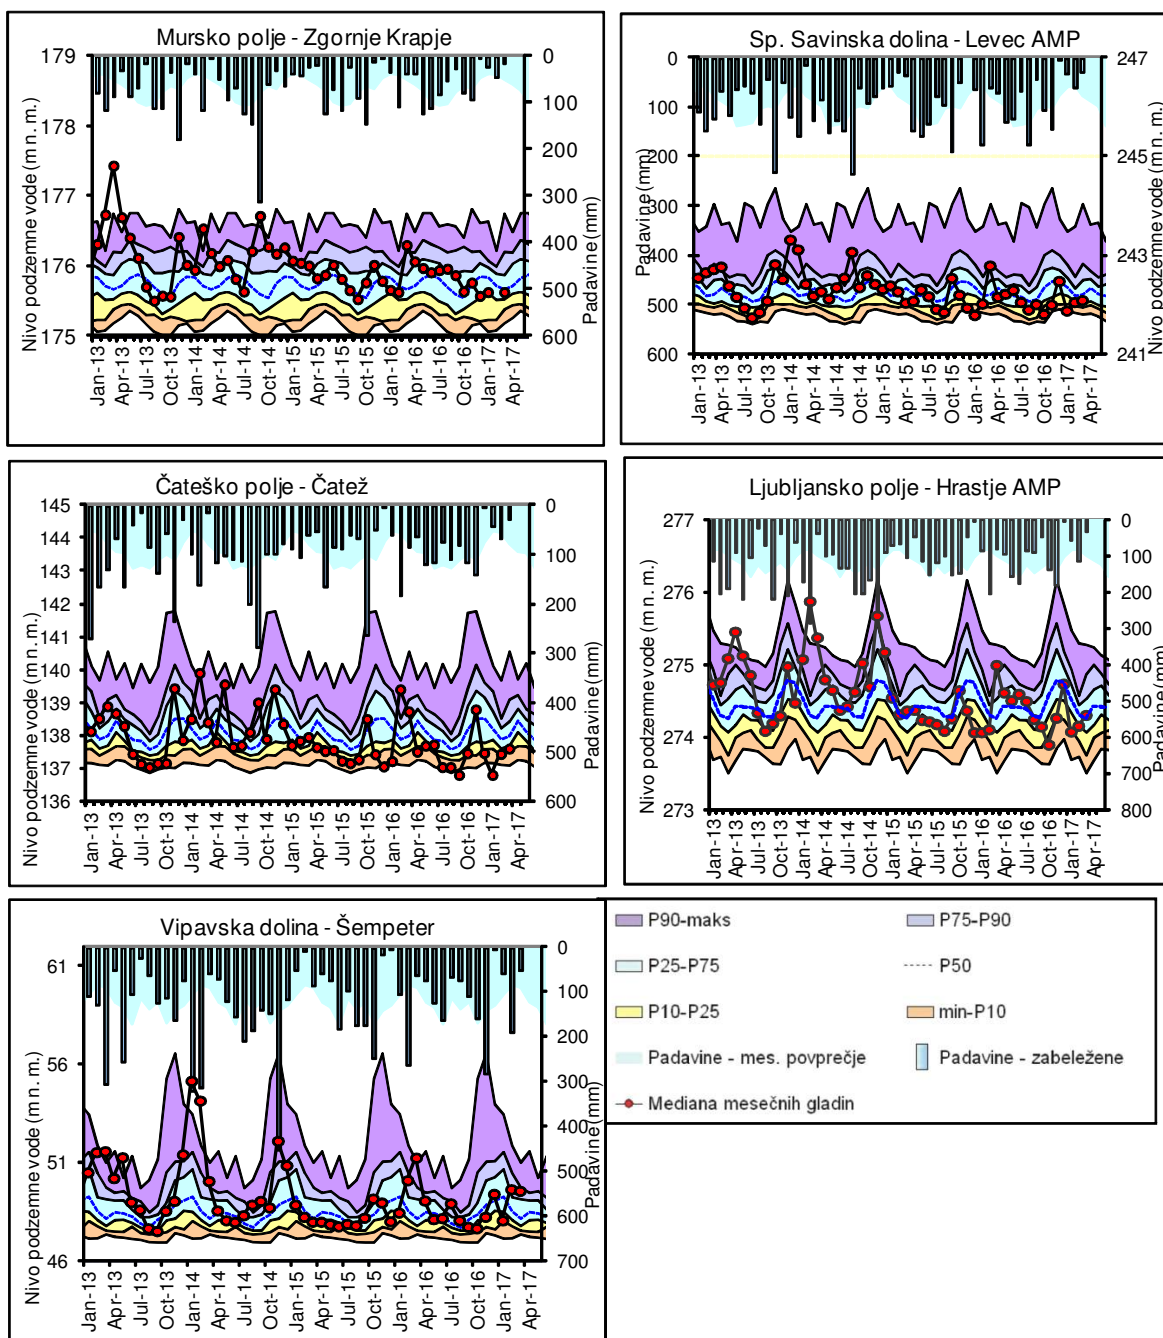 Mursko polje - Zgornje Krapje
Nivo podzemne vode (m n. m.)
179
178
177
176
175
0
100
200
300
400
500
600
Padavine (mm)
Jan-13
Apr-13
Jul-13
Oct-13
Jan-14
Apr-14
Jul-14
Oct-14
Jan-15
Apr-15
Jul-15
Oct-15
Jan-16
Apr-16
Jul-16
Oct-16
Jan-17
Apr-17
Sp. Savinska dolina - Levec AMP
Padavine (mm)
0
100
200
300
400
500
600
247
245
243
241
Nivo podzemne vode (m n. m.)
Jan-13
Apr-13
Jul-13
Oct-13
Jan-14
Apr-14
Jul-14
Oct-14
Jan-15
Apr-15
Jul-15
Oct-15
Jan-16
Apr-16
Jul-16
Oct-16
Jan-17
Apr-17
Čateško polje - Čatež
Nivo podzemne vode (m n. m.)
145
144
143
142
141
140
139
138
137
136
0
100
200
300
400
500
600
Padavine (mm)
Jan-13
Apr-13
Jul-13
Oct-13
Jan-14
Apr-14
Jul-14
Oct-14
Jan-15
Apr-15
Jul-15
Oct-15
Jan-16
Apr-16
Jul-16
Oct-16
Jan-17
Apr-17
Ljubljansko polje - Hrastje AMP
Nivo podzemne vode (m n. m.)
277
276
275
274
273
0
100
200
300
400
500
600
700
800
Padavine (mm)
Jan-13
Apr-13
Jul-13
Oct-13
Jan-14
Apr-14
Jul-14
Oct-14
Jan-15
Apr-15
Jul-15
Oct-15
Jan-16
Apr-16
Jul-16
Oct-16
Jan-17
Apr-17
Vipavska dolina - Šempeter
Nivo podzemne vode (m n. m.)
61
56
51
46
0
100
200
300
400
500
600
700
Padavine (mm)
Jan-13
Apr-13
Jul-13
Oct-13
Jan-14
Apr-14
Jul-14
Oct-14
Jan-15
Apr-15
Jul-15
Oct-15
Jan-16
Apr-16
Jul-16
Oct-16
Jan-17
Apr-17
P90-maks
P75-P90
P25-P75
P50
P10-P25
min-P10
Padavine - mes. povprečje
Padavine - zabeležene
Mediana mesečnih gladin